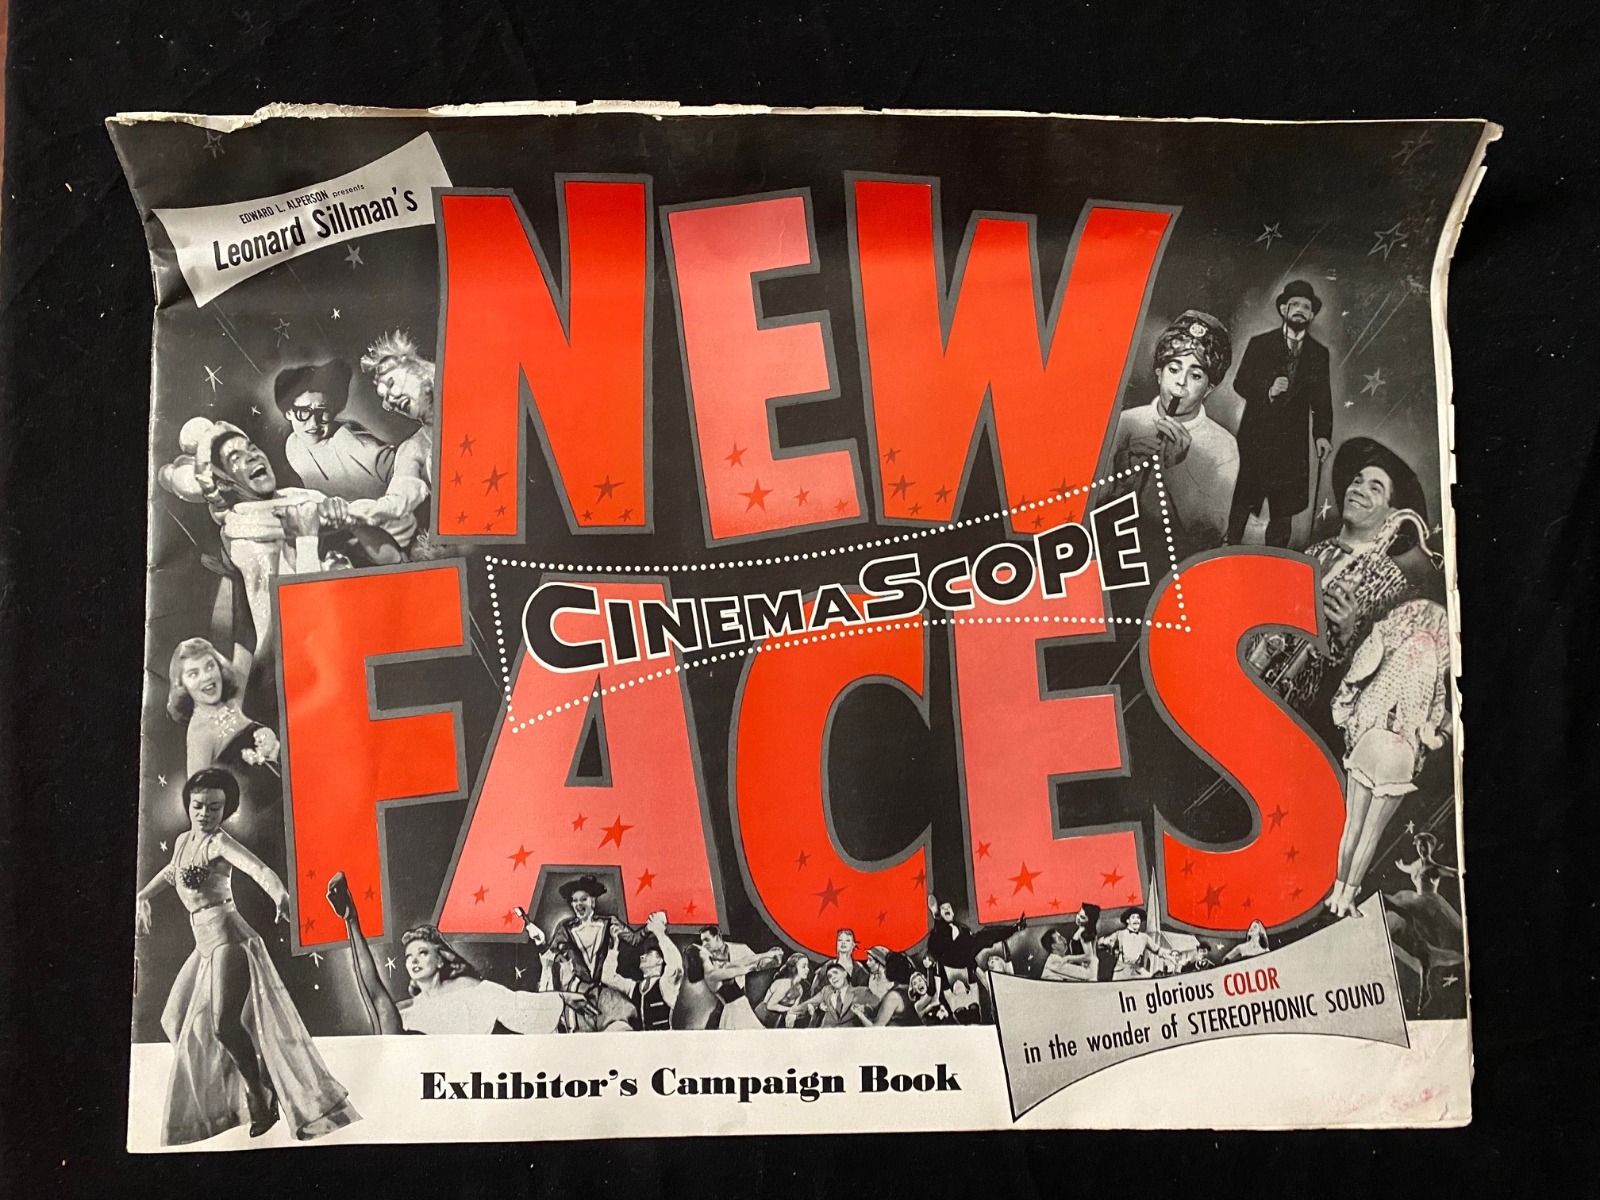 EDWARD L. ALPERSON presents
Leonard Sillman's
NEW
CINEMASCOPE
FACES
In glorious COLOR
in the wonder of STEREOPHONIC SOUND
Exhibitor's Campaign Book